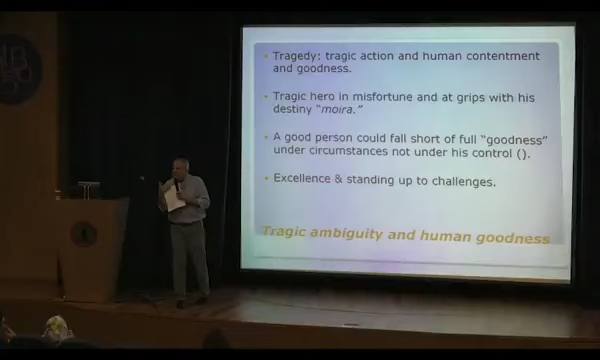 Tragedy: tragic action and human contentment
and goodness.
Tragic hero in misfortune and at grips with his
destiny "moira."
A good person could fall short of full "goodness"
under circumstances not under his control ().
Excellence & standing up to challenges.
Tragic ambiguity and human goodness